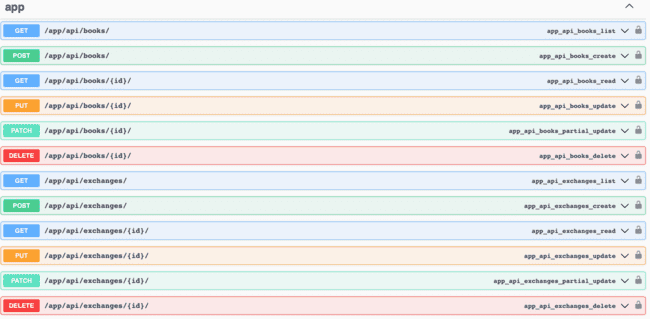 app
GET /app/api/books/ app_api_books_list
POST /app/api/books/ app_api_books_create
GET /app/api/books/{id}/ app_api_books_read
PUT /app/api/books/{id}/ app_api_books_update
PATCH /app/api/books/{id}/ app_api_books_partial_update
DELETE /app/api/books/{id}/ app_api_books_delete
GET /app/api/exchanges/ app_api_exchanges_list
POST /app/api/exchanges/ app_api_exchanges_create
GET /app/api/exchanges/{id}/ app_api_exchanges_read
PUT /app/api/exchanges/{id}/ app_api_exchanges_update
PATCH /app/api/exchanges/{id}/ app_api_exchanges_partial_update
DELETE /app/api/exchanges/{id}/ app_api_exchanges_delete